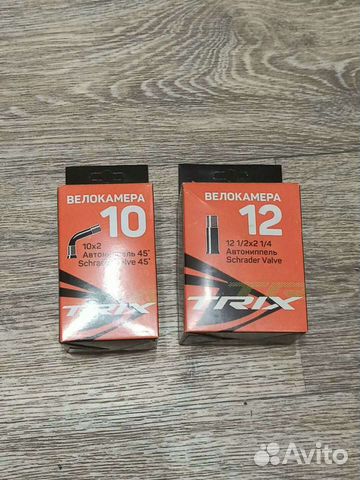 ВЕЛОКАМЕРА
10
10x2
Автониппель 45°
Schrader Valve 45°
TRIX
ВЕЛОКАМЕРА
12
12 1/2x2 1/4
Автониппель
Schrader Valve
TRIX
Avito